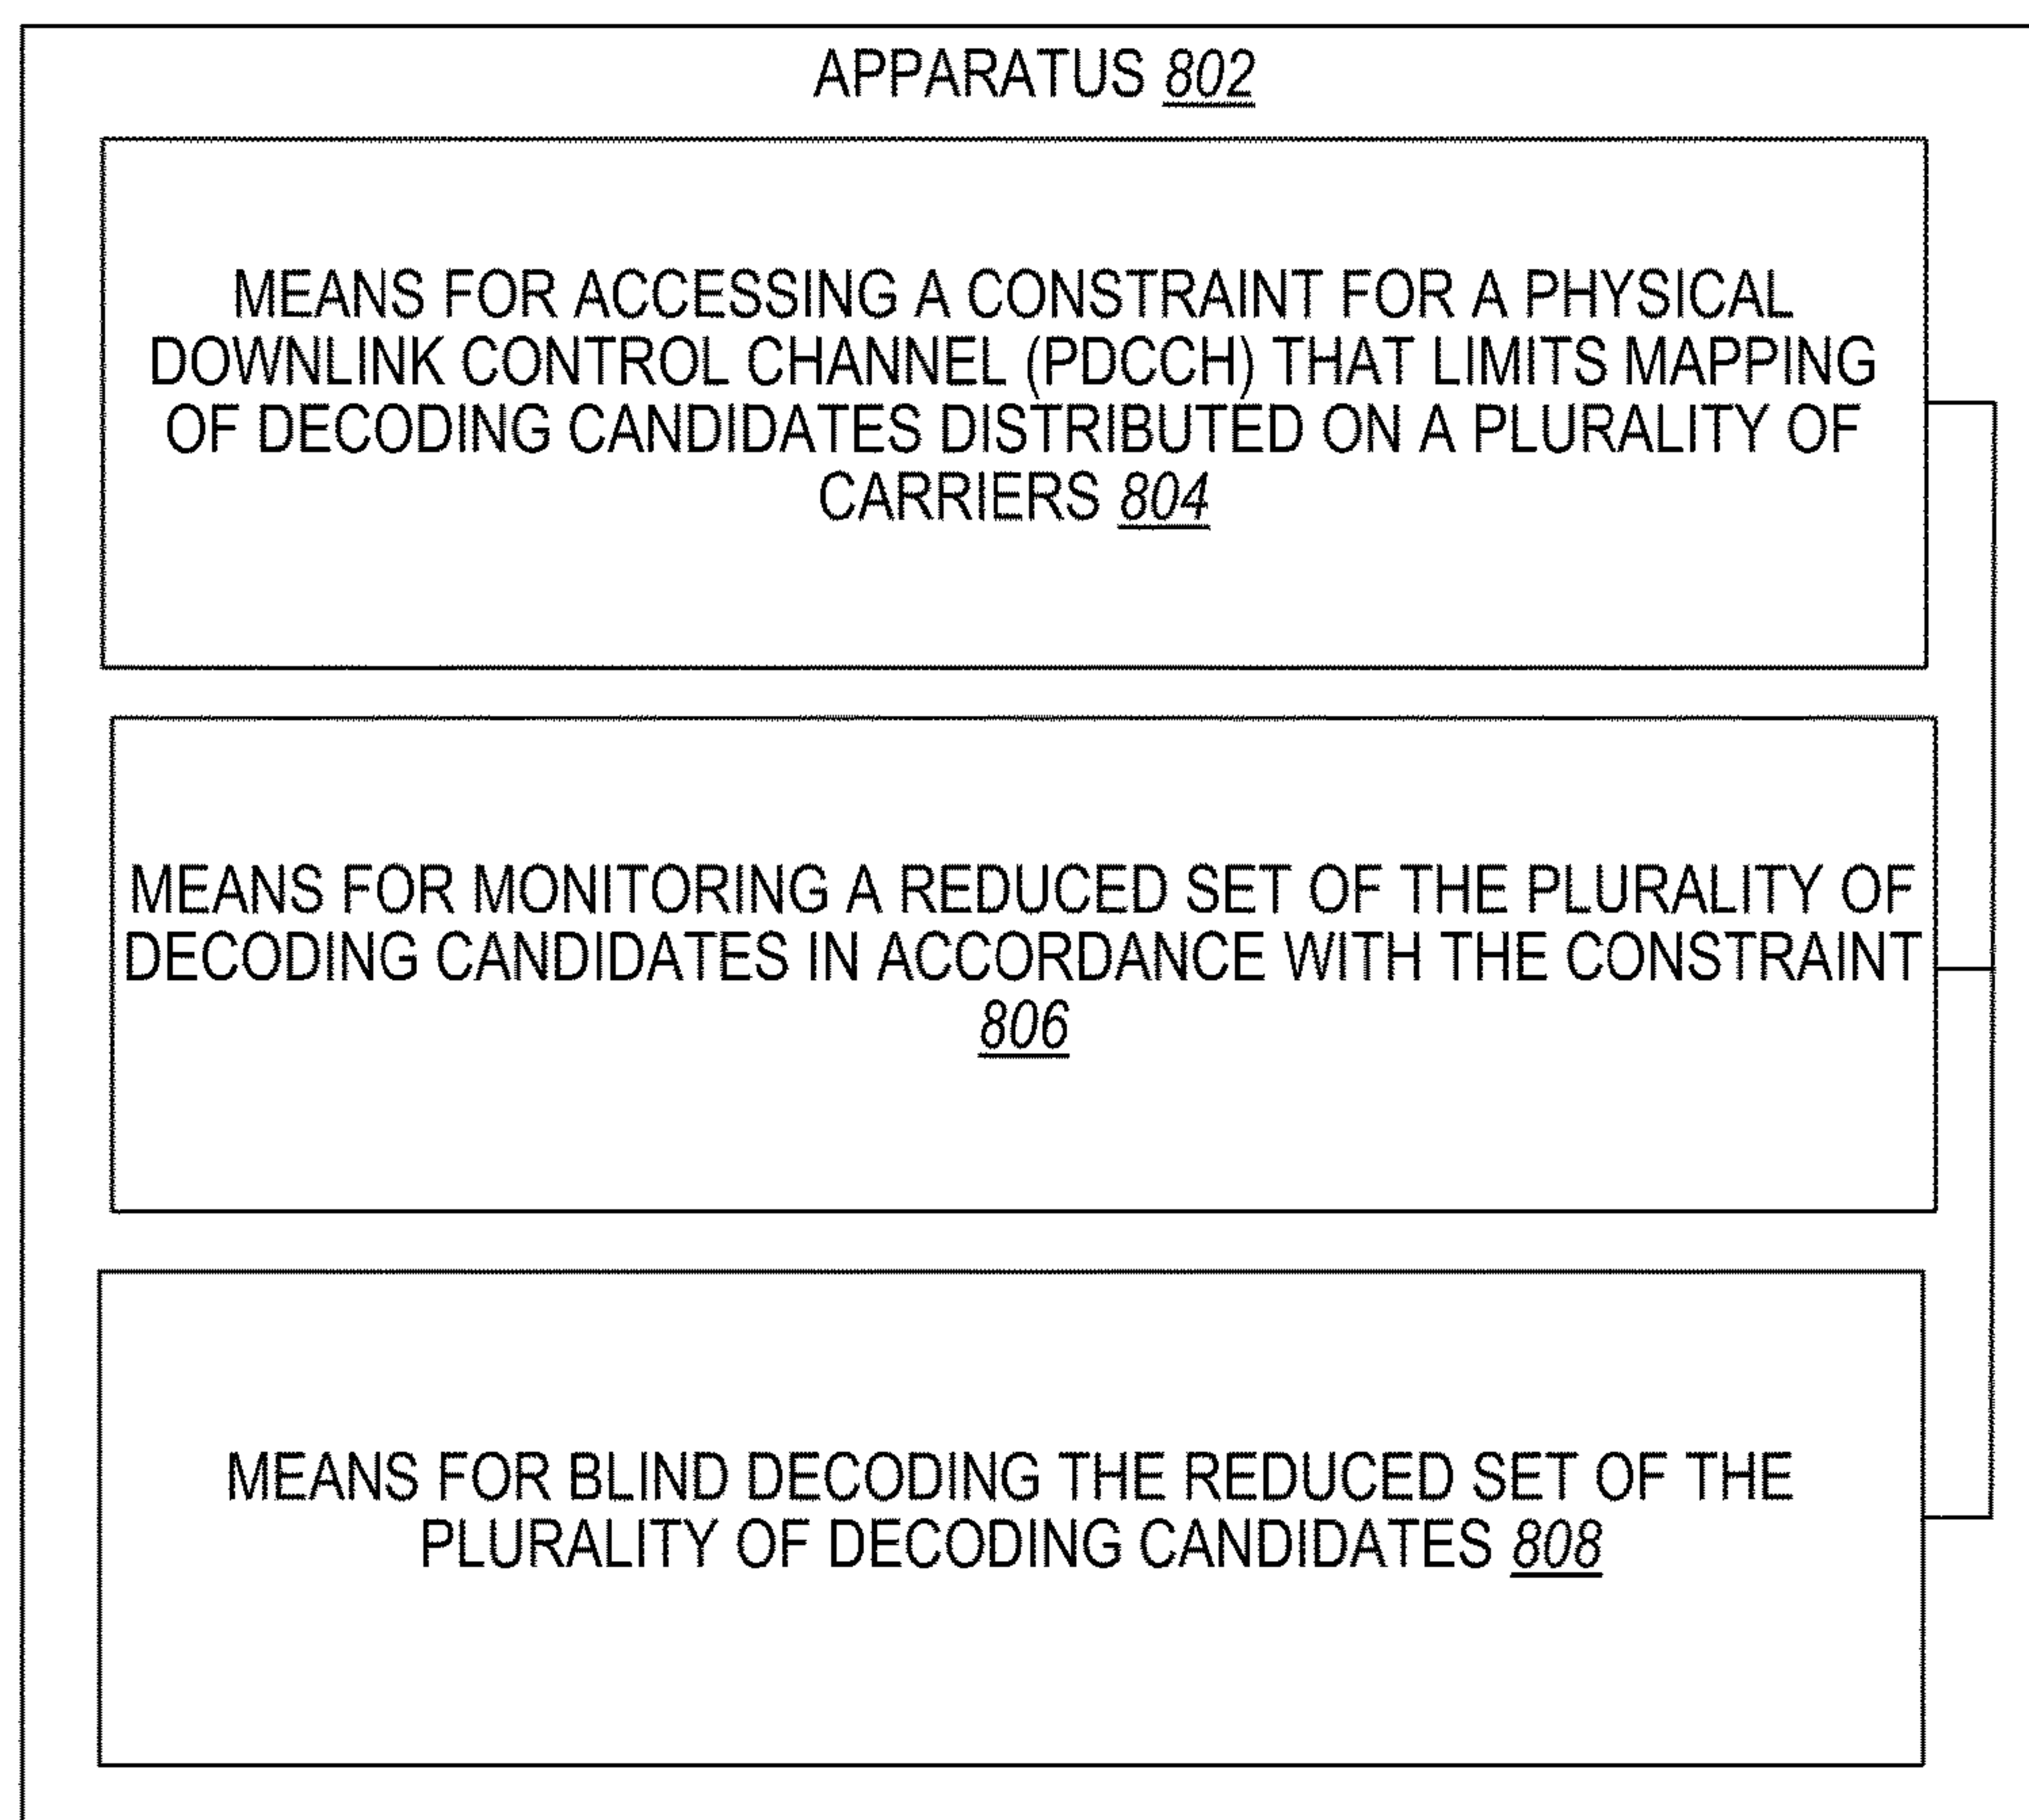 APPARATUS 802
MEANS FOR ACCESSING A CONSTRAINT FOR A PHYSICAL
DOWNLINK CONTROL CHANNEL (PDCCH) THAT LIMITS MAPPING
OF DECODING CANDIDATES DISTRIBUTED ON A PLURALITY OF
CARRIERS 804
MEANS FOR MONITORING A REDUCED SET OF THE PLURALITY OF
DECODING CANDIDATES IN ACCORDANCE WITH THE CONSTRAINT
806
MEANS FOR BLIND DECODING THE REDUCED SET OF THE
PLURALITY OF DECODING CANDIDATES 808